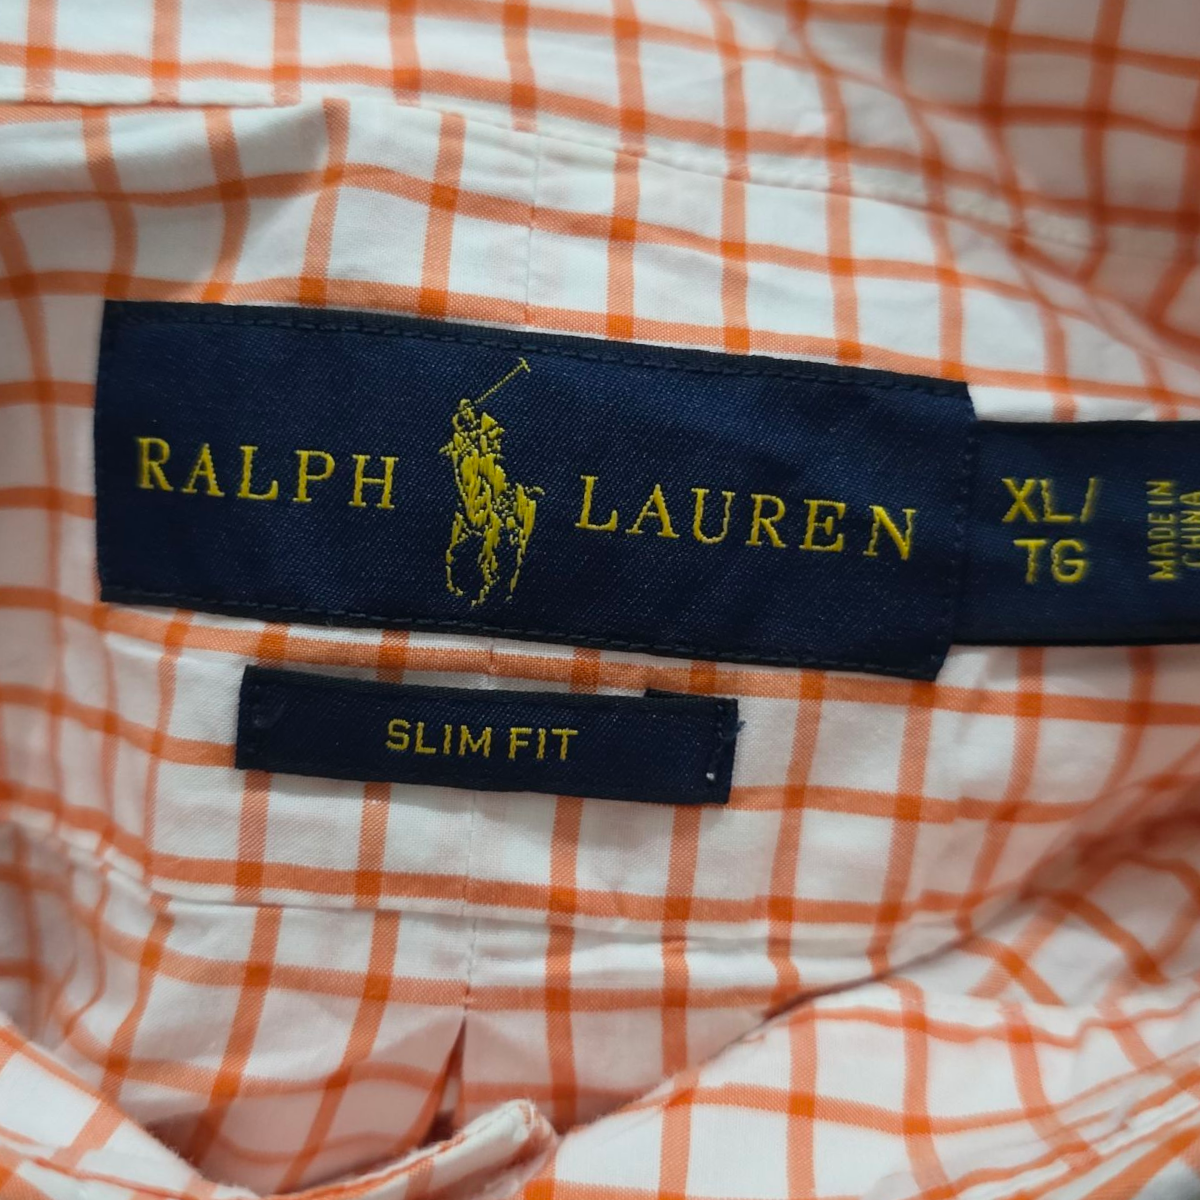 RALPH LAUREN
XL/
TG
MADE IN
CHINA
SLIM FIT